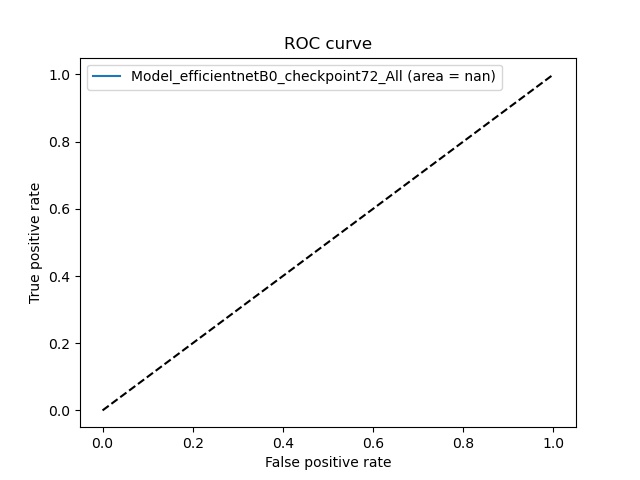 ROC curve
Model_efficientnetB0_checkpoint72_All (area = nan)
1.0
0.8
0.6
0.4
0.2
0.0
True positive rate
0.0 0.2 0.4 0.6 0.8 1.0
False positive rate